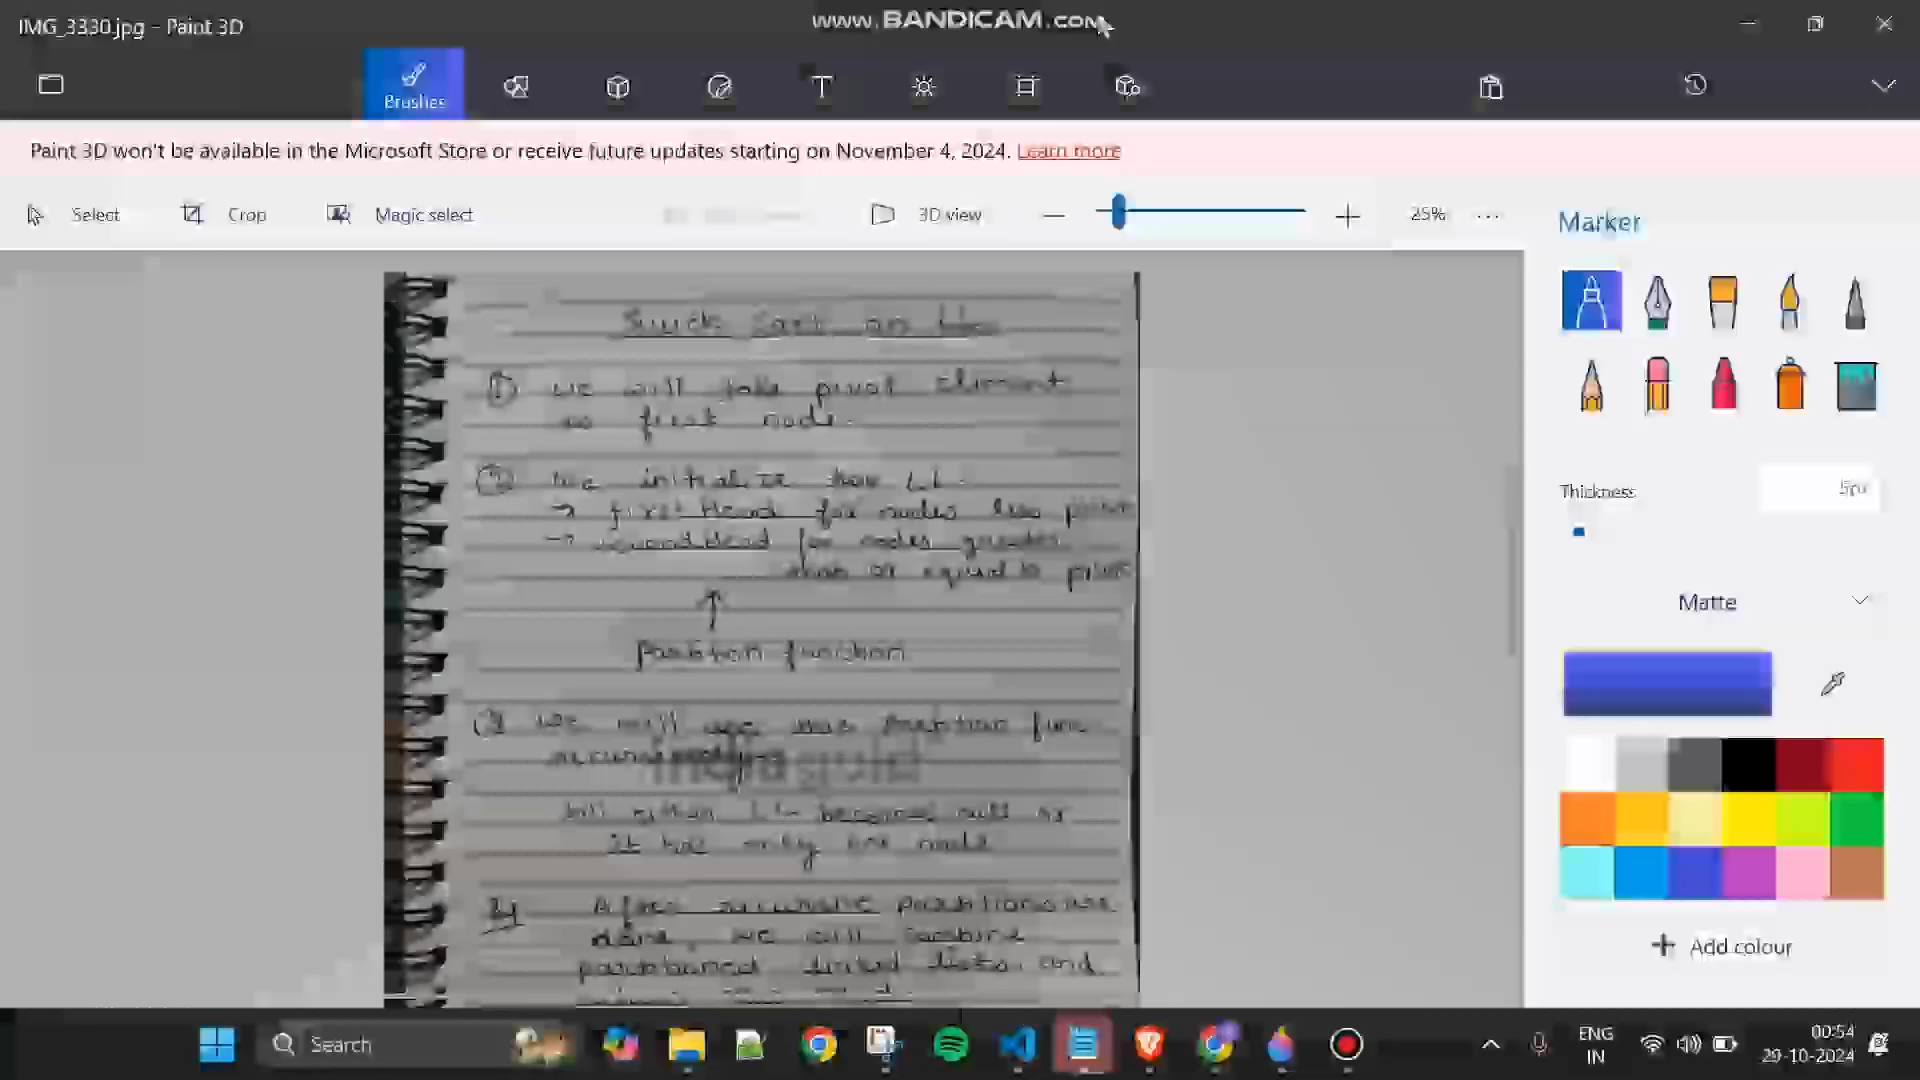 IMG_3330.jpg - Paint 3D
www.BANDICAM.com
Brushes
Paint 3D won't be available in the Microsoft Store or receive future updates starting on November 4, 2024. Learn more
Select
Crop
Magic select
3D view
25%
Marker
Quick Sort on LL
① we will take pivot element
as first node.
② we initialize two LL.
→ first Head for nodes less pivot
→ second Head for nodes greater
than or equal to pivot
↑
Partition function
we will use this partition func
recursively
till either LL becomes null or
it has only one node
After recursive partitions are
done, we will combine
partitioned linked lists and
Thickness
5px
Matte
+ Add colour
Search
ENG
IN
00:54
29-10-2024